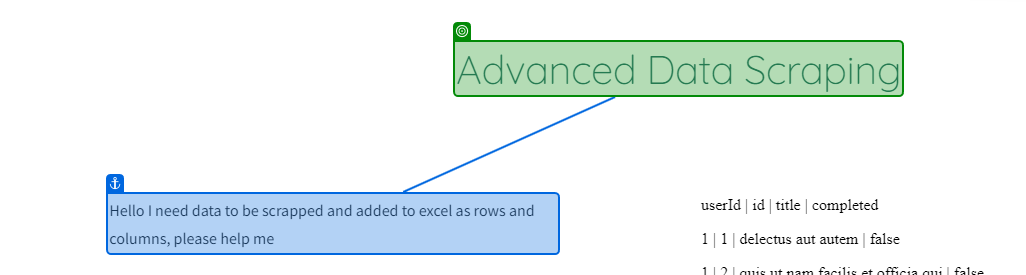 Advanced Data Scraping
Hello I need data to be scrapped and added to excel as rows and
columns, please help me
userId | id | title | completed
1 | 1 | delectus aut autem | false
1 | 2 | quis ut nam facilis et officia qui | false